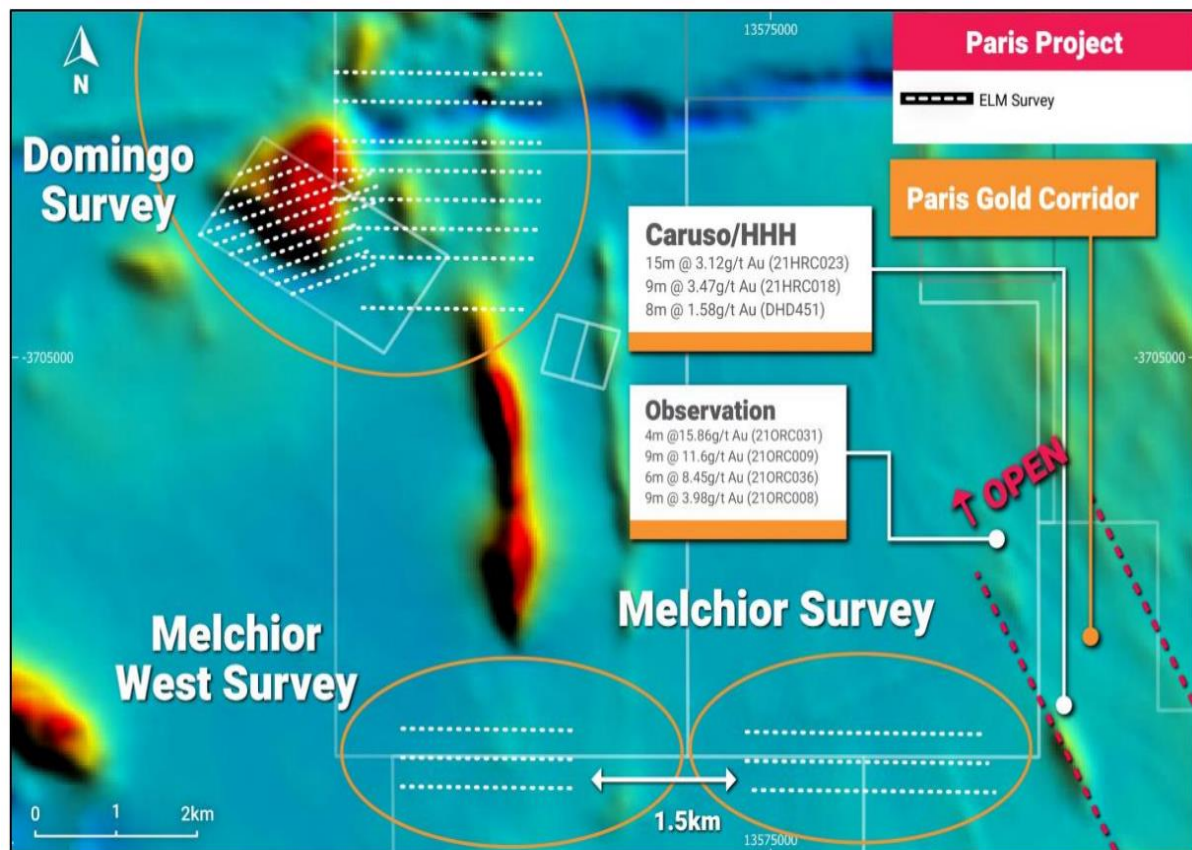 N
13575000
Paris Project
ELM Survey
Domingo
Survey
Paris Gold Corridor
Caruso/HHH
15m @ 3.12g/t Au (21HRC023)
9m @ 3.47g/t Au (21HRC018)
8m @ 1.58g/t Au (DHD451)
-3705000
-3705000
Observation
4m @15.86g/t Au (21ORC031)
9m @ 11.6g/t Au (21ORC009)
6m @ 8.45g/t Au (21ORC036)
9m @ 3.98g/t Au (21ORC008)
OPEN
Melchior Survey
Melchior
West Survey
0 1 2km
1.5km
13575000